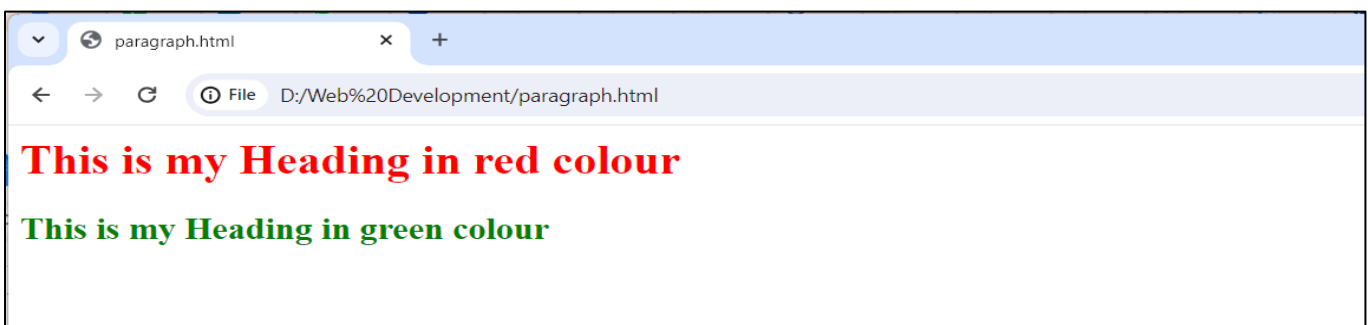 paragraph.html
File D:/Web%20Development/paragraph.html
This is my Heading in red colour
This is my Heading in green colour